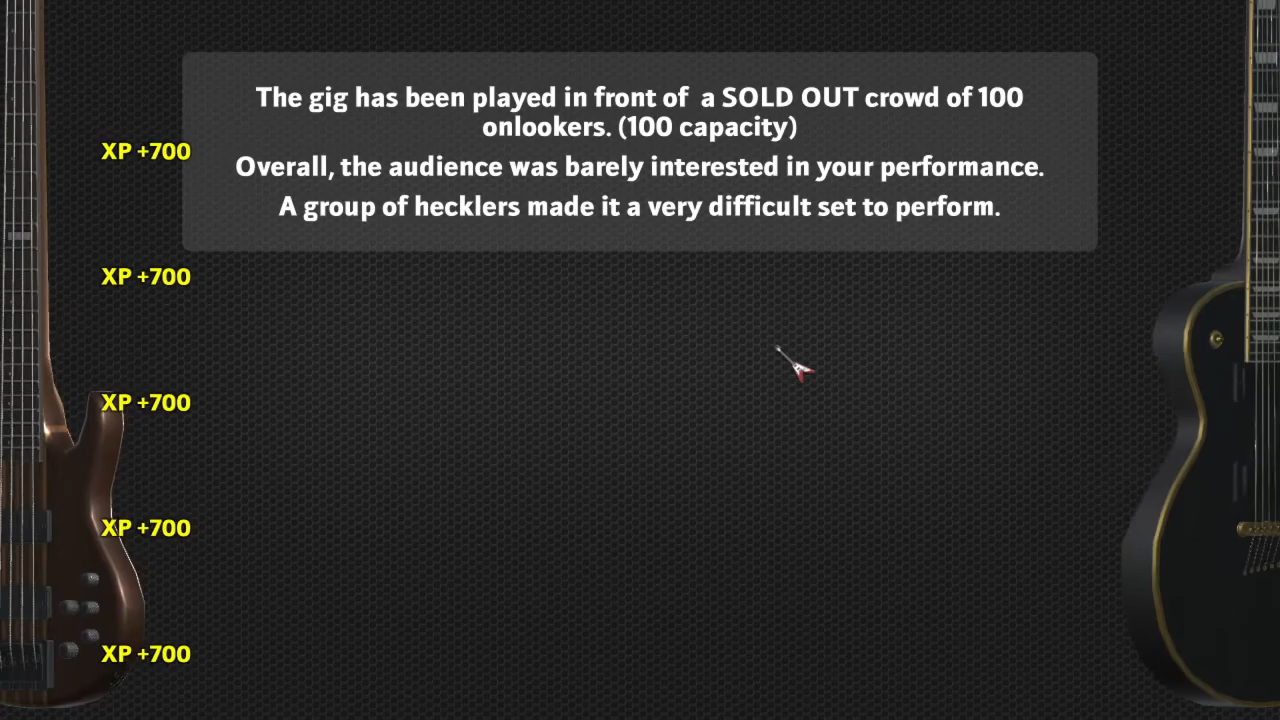 The gig has been played in front of  a SOLD OUT crowd of 100
onlookers. (100 capacity)
XP +700
Overall, the audience was barely interested in your performance.
A group of hecklers made it a very difficult set to perform.
XP +700
XP +700
XP +700
XP +700